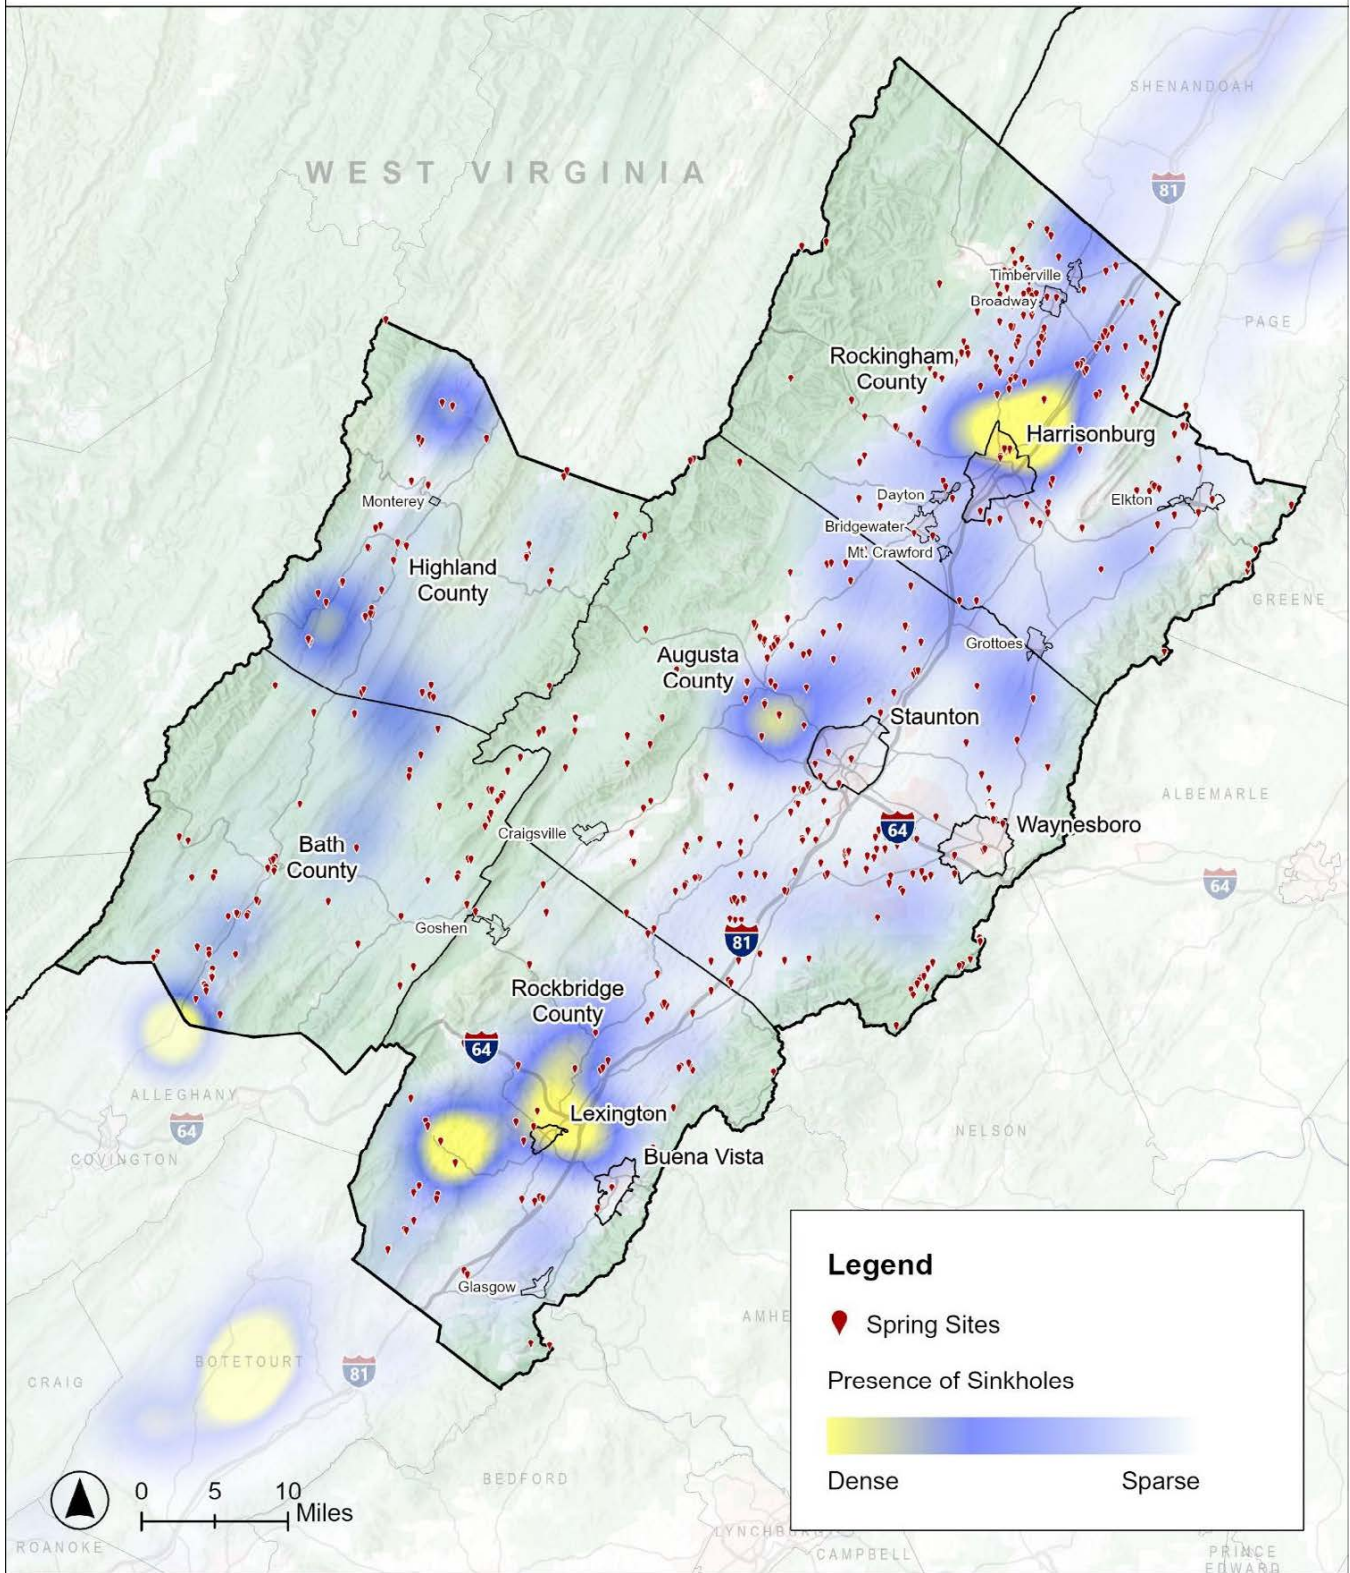 SHENANDOAH
WEST VIRGINIA
81
Timberville
Broadway
PAGE
Rockingham
County
Harrisonburg
Monterey
Dayton
Elkton
Bridgewater
Mt. Crawford
Highland
County
GREENE
Grottoes
Augusta
County
Staunton
ALBEMARLE
Craigsville
64
Waynesboro
Bath
County
64
Goshen
81
Rockbridge
County
64
ALLEGHANY
Lexington
64
NELSON
COVINGTON
Buena Vista
Glasgow
Legend
Spring Sites
AMHE
BOTETOURT
81
CRAIG
Presence of Sinkholes
Dense
Sparse
BEDFORD
0 5 10
Miles
LYNCHBURG
ROANOKE
CAMPBELL
PRINCE
EDWARD